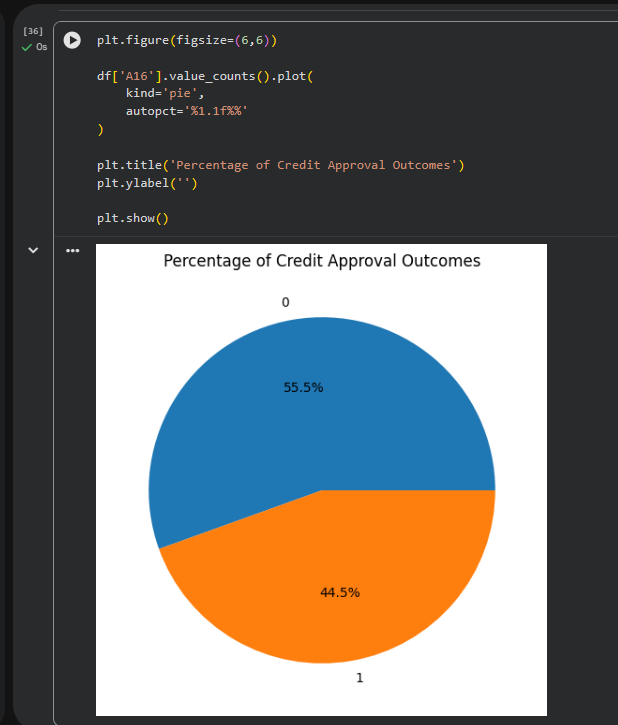 [36]
0s
plt.figure(figsize=(6,6))
df['A16'].value_counts().plot(
    kind='pie',
    autopct='%1.1f%%'
)
plt.title('Percentage of Credit Approval Outcomes')
plt.ylabel('')
plt.show()
Percentage of Credit Approval Outcomes
0
55.5%
44.5%
1